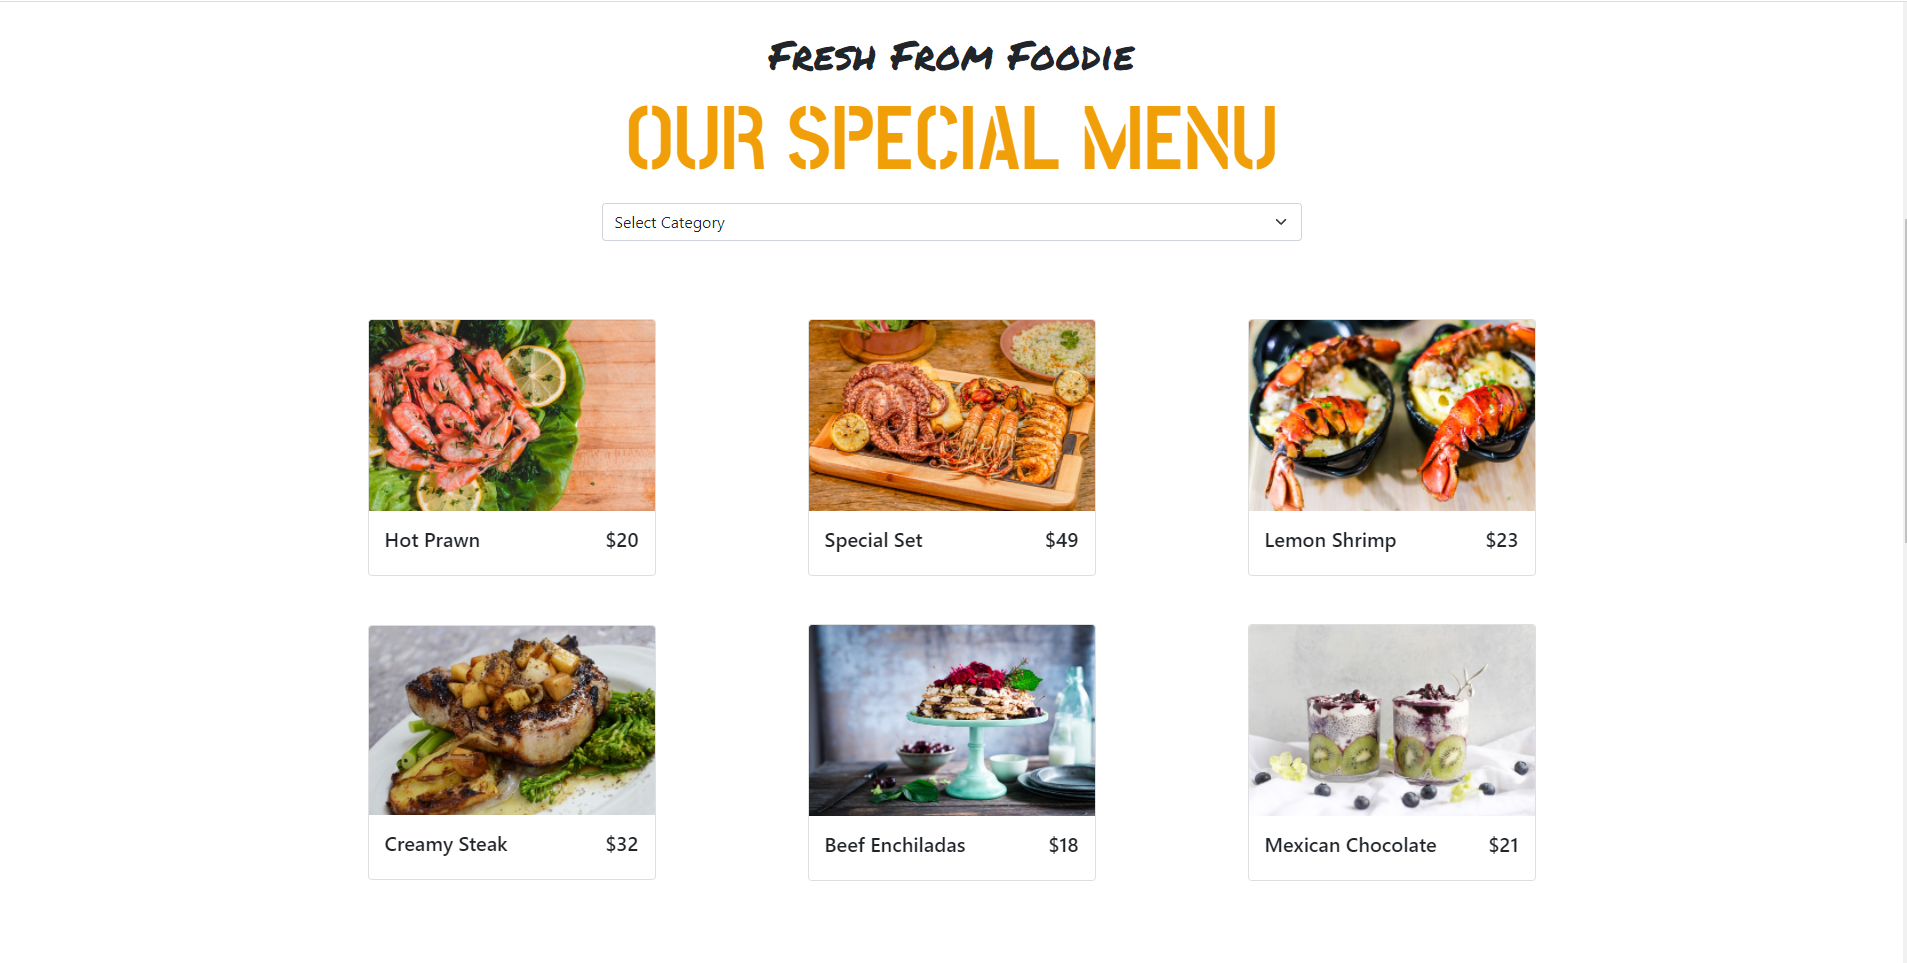 Fresh From Foodie
OUR SPECIAL MENU
Select Category
Hot Prawn $20
Special Set $49
Lemon Shrimp $23
Creamy Steak $32
Beef Enchiladas $18
Mexican Chocolate $21